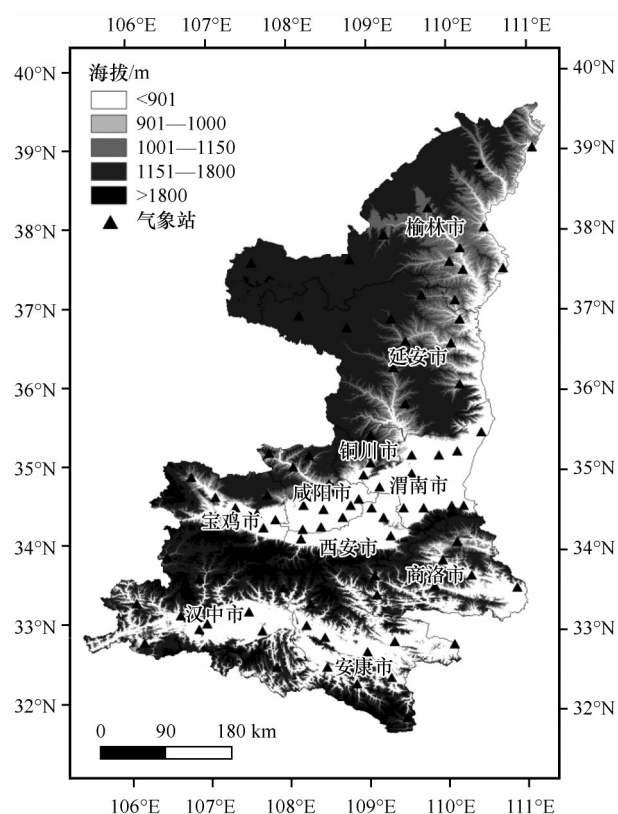 106°E 107°E 108°E 109°E 110°E 111°E
40°N 40°N
海拔/m
<901
901—1000
1001—1150
1151—1800
>1800
气象站
39°N 39°N
38°N 38°N
榆林市
37°N 37°N
延安市
36°N 36°N
铜川市
35°N 35°N
咸阳市 渭南市
宝鸡市
西安市
34°N 34°N
商洛市
汉中市
33°N 33°N
安康市
32°N 32°N
0 90 180 km
106°E 107°E 108°E 109°E 110°E 111°E